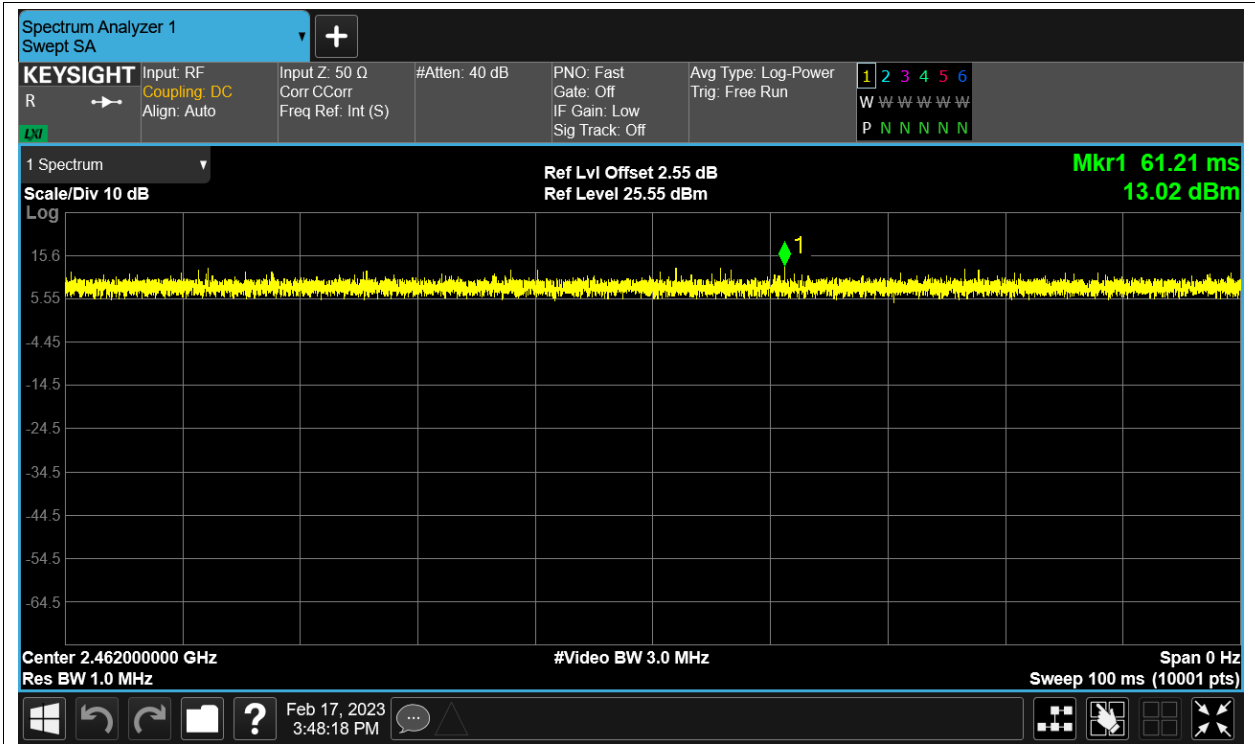 Spectrum Analyzer 1
Swept SA
KEYSIGHT
R
LXI
Input: RF
Coupling: DC
Align: Auto
Input Z: 50 Ω
Corr CCorr
Freq Ref: Int (S)
#Atten: 40 dB
PNO: Fast
Gate: Off
IF Gain: Low
Sig Track: Off
Avg Type: Log-Power
Trig: Free Run
1 2 3 4 5 6
W W W W W W
P N N N N N
1 Spectrum
Scale/Div 10 dB
Ref Lvl Offset 2.55 dB
Ref Level 25.55 dBm
Mkr1 61.21 ms
13.02 dBm
Log
1
15.6
5.55
-4.45
-14.5
-24.5
-34.5
-44.5
-54.5
-64.5
Center 2.462000000 GHz
#Video BW 3.0 MHz
Span 0 Hz
Res BW 1.0 MHz
Sweep 100 ms (10001 pts)
?
Feb 17, 2023
3:48:18 PM